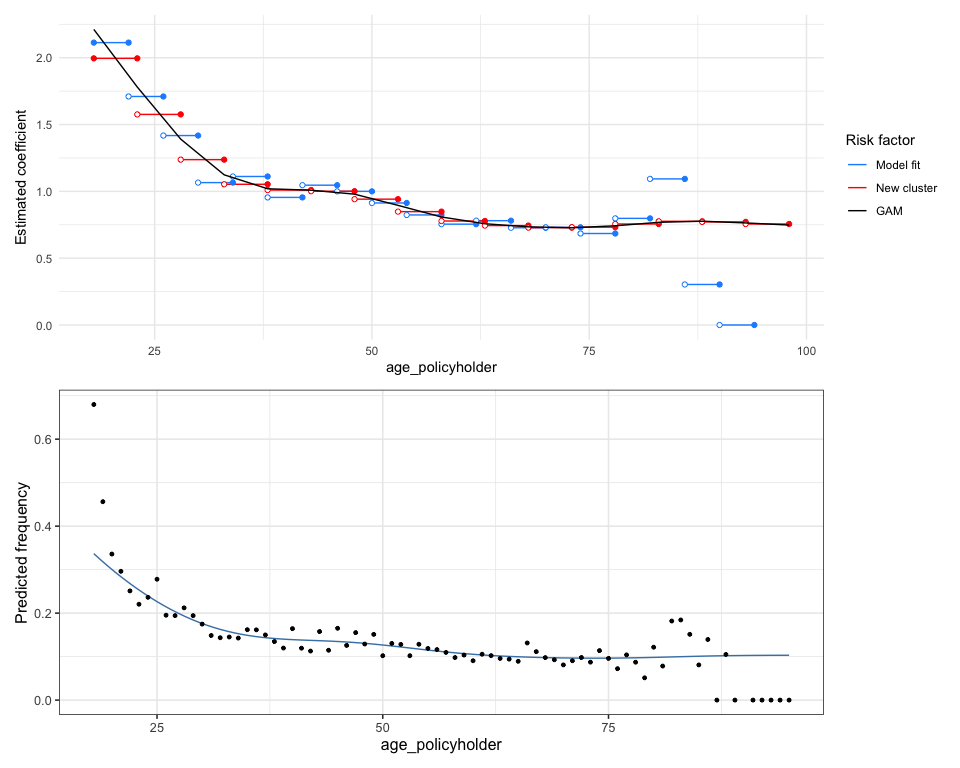 2.0
1.5
1.0
0.5
0.0
Estimated coefficient
25 50 75 100
age_policyholder
Risk factor
Model fit
New cluster
GAM
0.6
0.4
0.2
0.0
Predicted frequency
25 50 75
age_policyholder